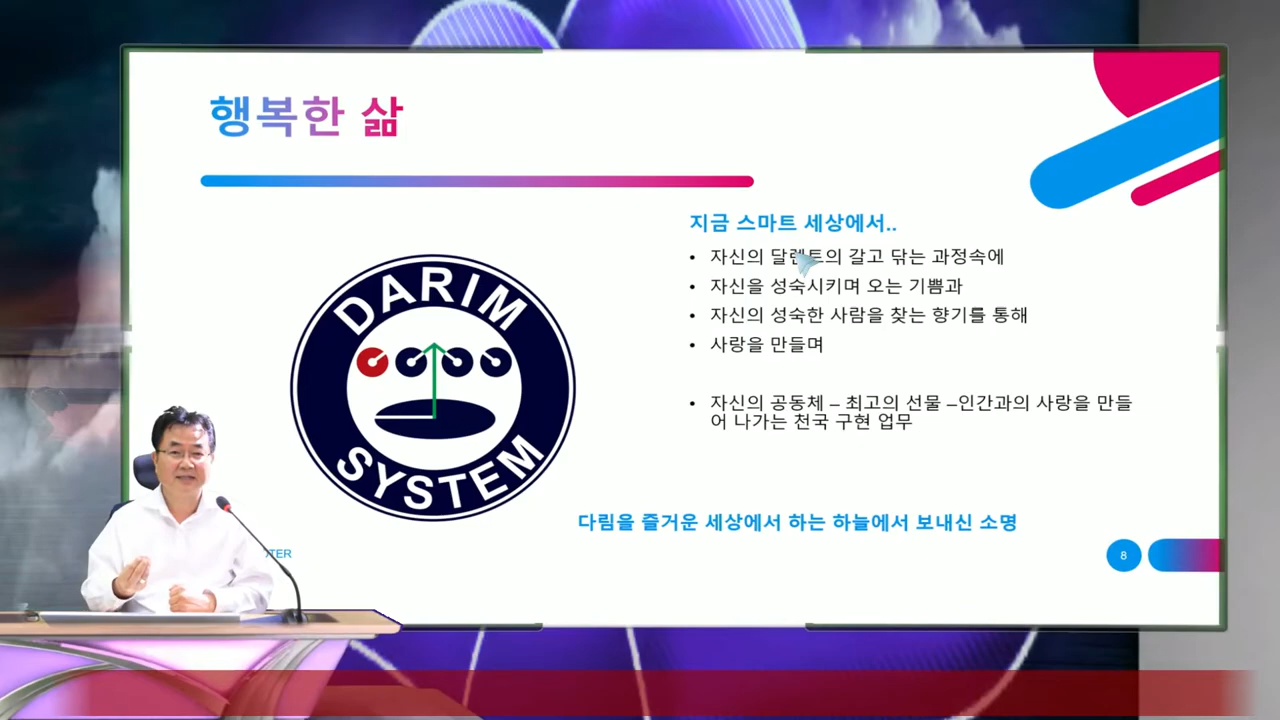 행복한 삶
지금 스마트 세상에서..
• 자신의 달렌트의 갈고 닦는 과정속에
• 자신을 성숙시키며 오는 기쁨과
• 자신의 성숙한 사람을 찾는 향기를 통해
• 사랑을 만들며
• 자신의 공동체 – 최고의 선물 –인간과의 사랑을 만들
어 나가는 천국 구현 업무
DARIM
SYSTEM
다림을 즐거운 세상에서 하는 하늘에서 보내신 소명
8